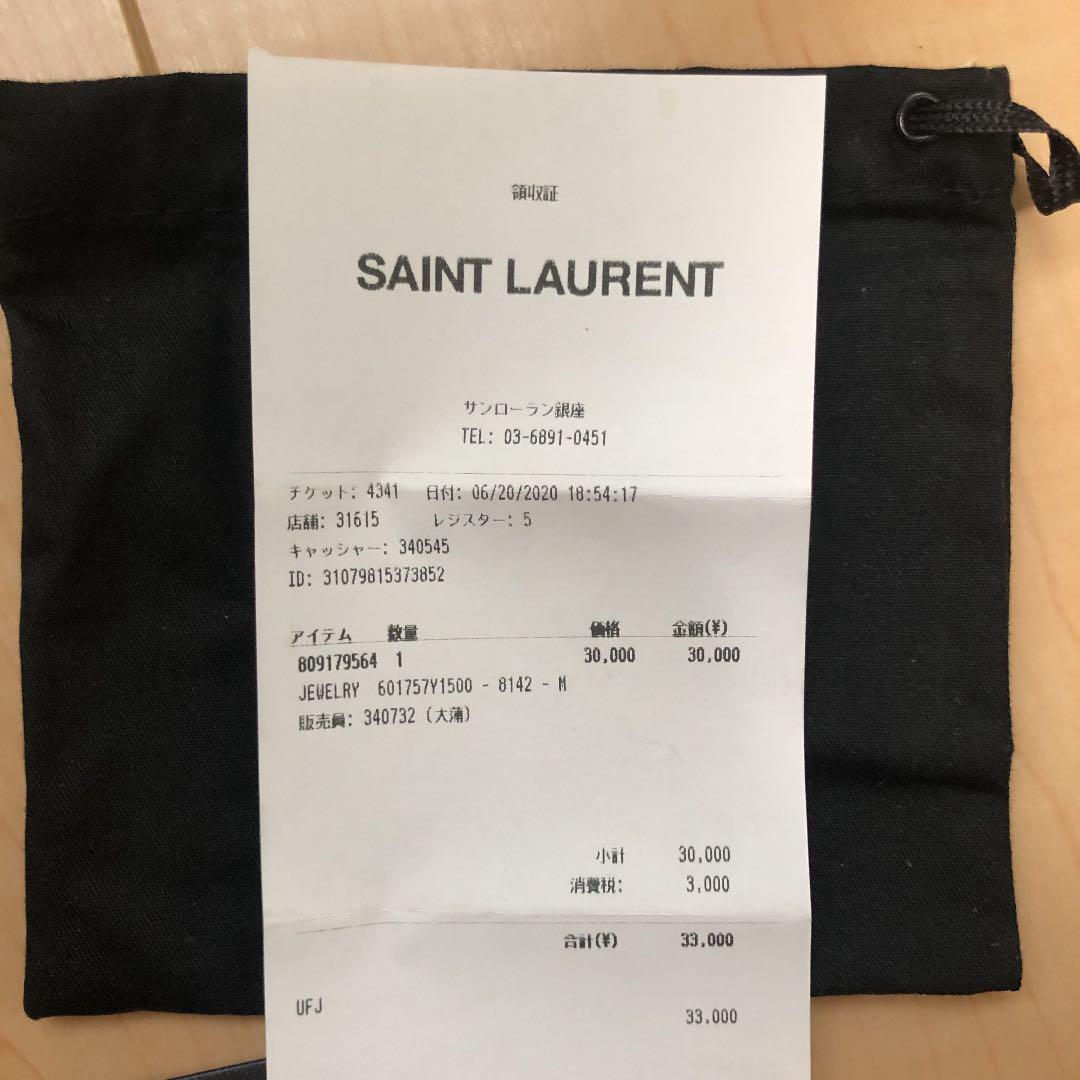 領収証
SAINT LAURENT
サンローラン銀座
TEL: 03-6891-0451
チケット: 4341 日付: 06/20/2020 18:54:17
店舗: 31615 レジスター: 5
キャッシャー: 340545
ID: 31079815373852
アイテム 数量 価格 金額(¥)
809179564 1 30,000 30,000
JEWELRY 601757Y1500 - 8142 - M
販売員: 340732 (大蒲)
小計 30,000
消費税: 3,000
合計(¥) 33,000
UFJ 33,000